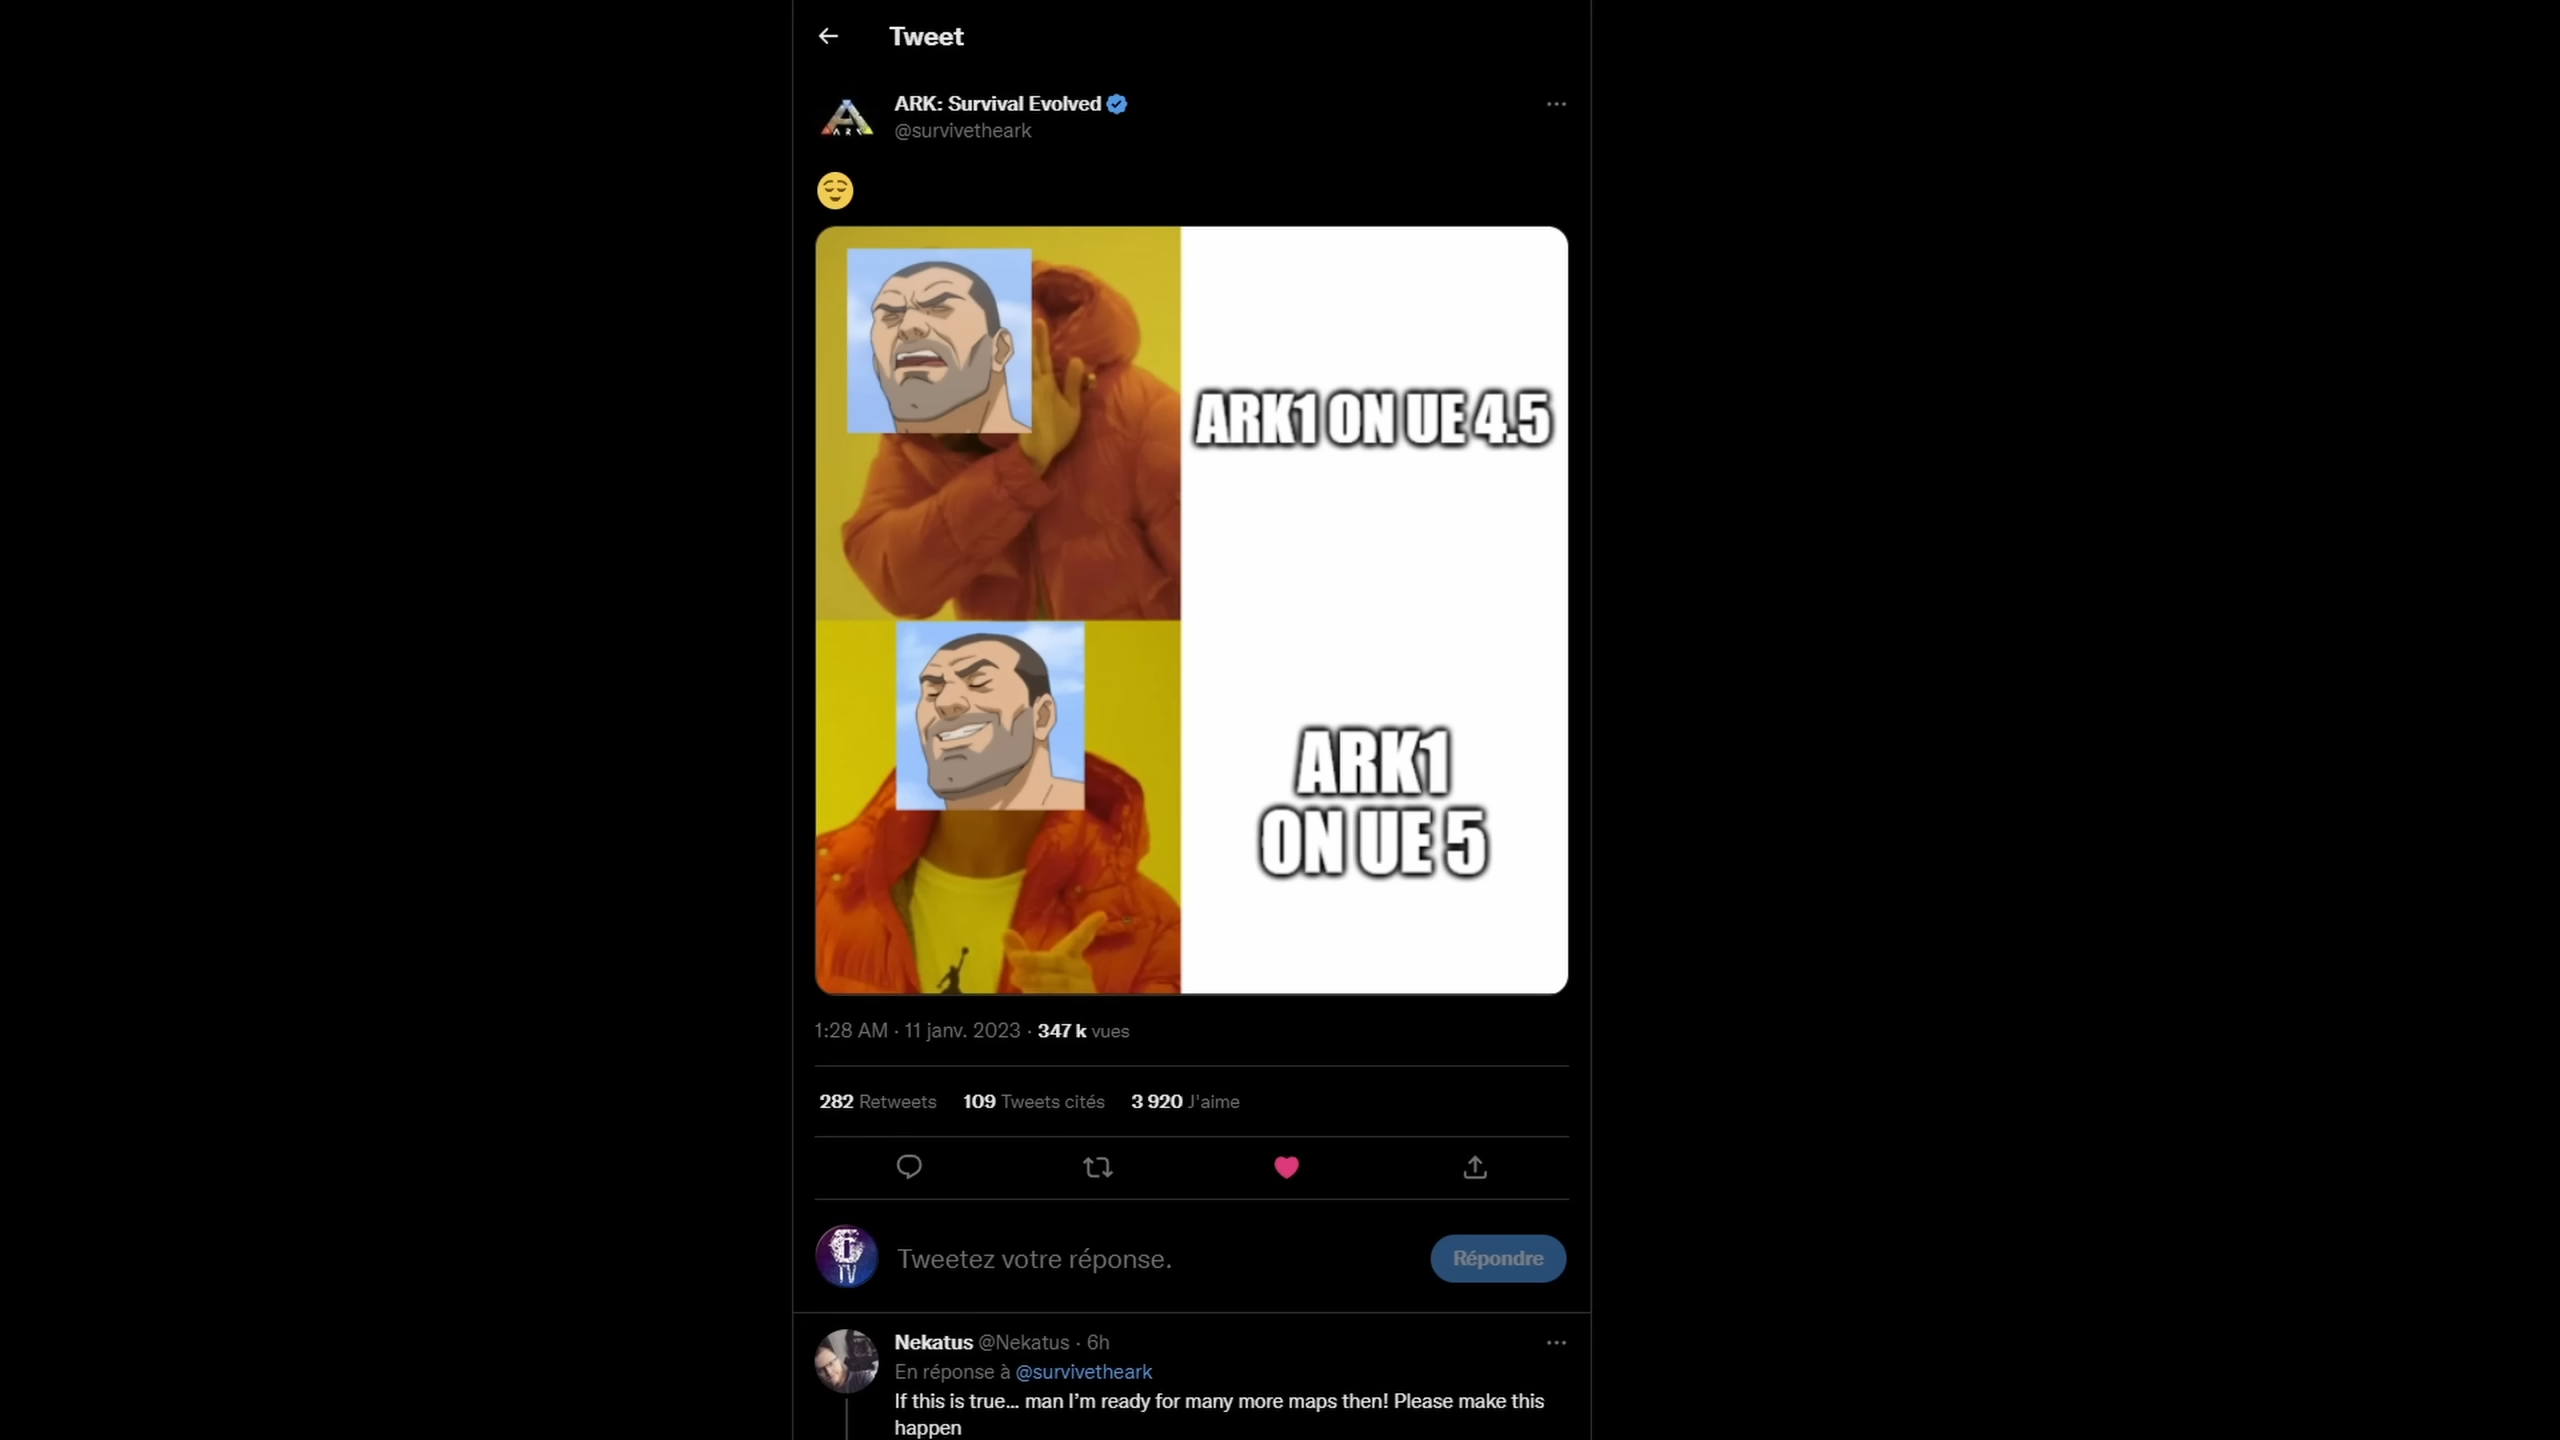 Tweet
ARK: Survival Evolved
@survivetheark
ARK
ARK1 ON UE 4.5
ARK1
ON UE 5
1:28 AM · 11 janv. 2023 · 347 k vues
282 Retweets 109 Tweets cités 3 920 J'aime
TV
Tweetez votre réponse.
Répondre
Nekatus @Nekatus · 6h
En réponse à @survivetheark
If this is true... man I'm ready for many more maps then! Please make this
happen